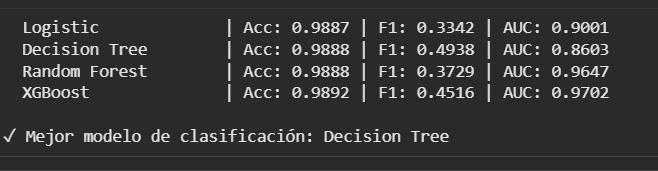 Logistic | Acc: 0.9887 | F1: 0.3342 | AUC: 0.9001
Decision Tree | Acc: 0.9888 | F1: 0.4938 | AUC: 0.8603
Random Forest | Acc: 0.9888 | F1: 0.3729 | AUC: 0.9647
XGBoost | Acc: 0.9892 | F1: 0.4516 | AUC: 0.9702
✓ Mejor modelo de clasificación: Decision Tree